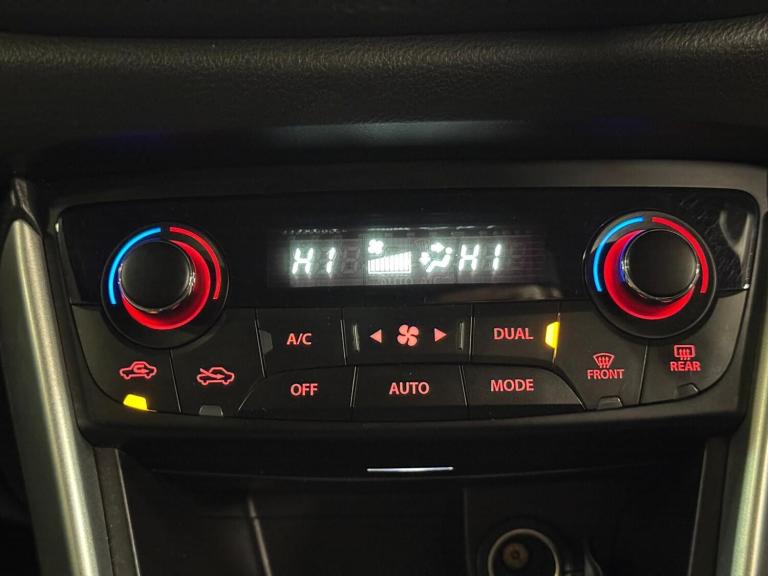 HI HI
A/C DUAL
OFF AUTO MODE FRONT REAR